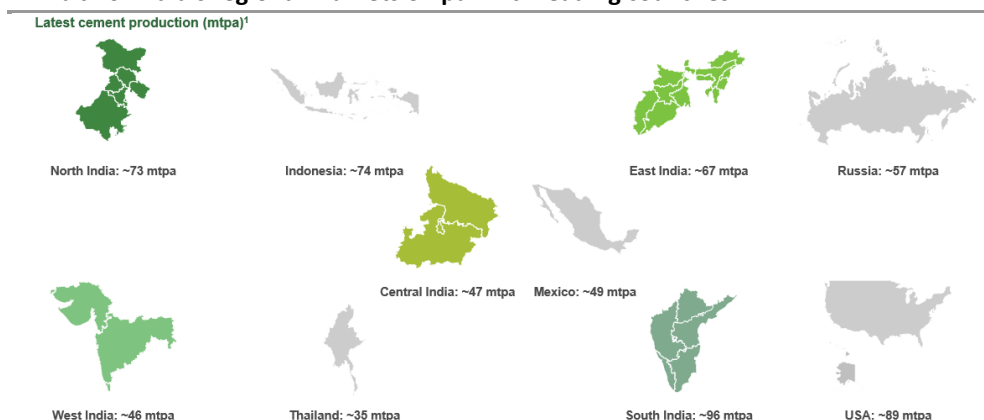 Latest cement production (mtpa)¹
North India: ~73 mtpa
Indonesia: ~74 mtpa
East India: ~67 mtpa
Russia: ~57 mtpa
Central India: ~47 mtpa
Mexico: ~49 mtpa
West India: ~46 mtpa
Thailand: ~35 mtpa
South India: ~96 mtpa
USA: ~89 mtpa